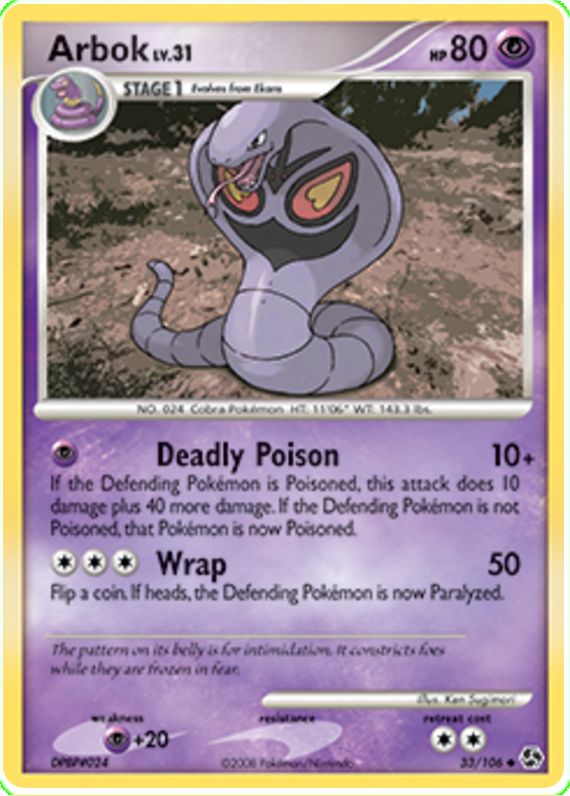 Arbok LV.31 HP 80
STAGE 1 Evolves from Ekans
NO. 024 Cobra Pokémon HT: 11'06" WT: 143.3 lbs.
Deadly Poison 10+
If the Defending Pokémon is Poisoned, this attack does 10
damage plus 40 more damage. If the Defending Pokémon is not
Poisoned, that Pokémon is now Poisoned.
Wrap 50
Flip a coin. If heads, the Defending Pokémon is now Paralyzed.
The pattern on its belly is for intimidation. It constricts foes
while they are frozen in fear.
Illus. Ken Sugimori
weakness resistance retreat cost
+20
DPBP#024 ©2008 Pokémon/Nintendo 33/106